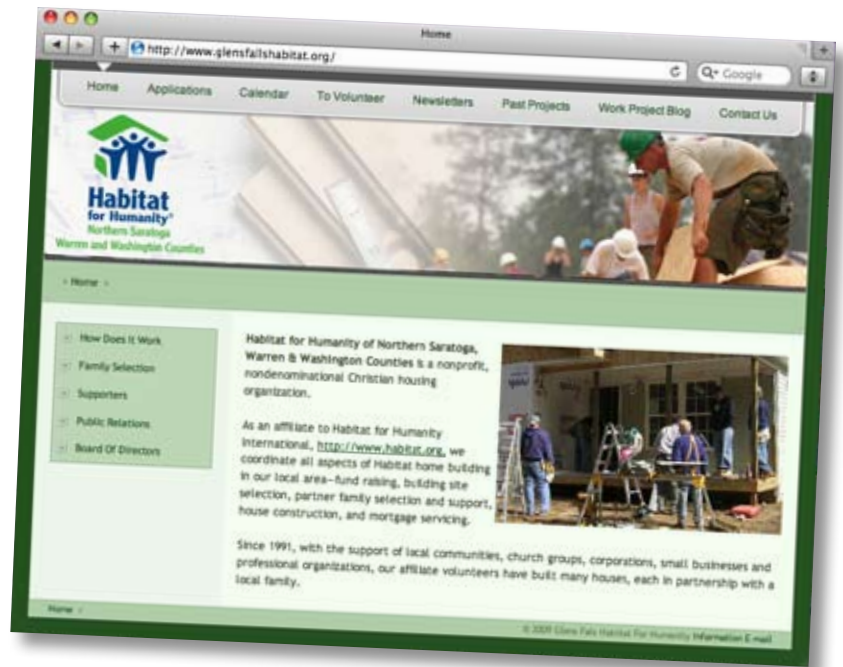 Home
http://www.glensfallshabitat.org/
Google
Home Applications Calendar To Volunteer Newsletters Past Projects Work Project Blog Contact Us
Habitat
for Humanity®
Northern Saratoga
Warren and Washington Counties
Home
How Does It Work
Family Selection
Supporters
Public Relations
Board Of Directors
Habitat for Humanity of Northern Saratoga,
Warren & Washington Counties is a nonprofit,
nondenominational Christian housing
organization.
As an affiliate to Habitat for Humanity
International, http://www.habitat.org, we
coordinate all aspects of Habitat home building
in our local area—fund raising, building site
selection, partner family selection and support,
house construction, and mortgage servicing.
Since 1991, with the support of local communities, church groups, corporations, small businesses and
professional organizations, our affiliate volunteers have built many houses, each in partnership with a
local family.
Home
© 2009 Glens Falls Habitat For Humanity Information E-mail